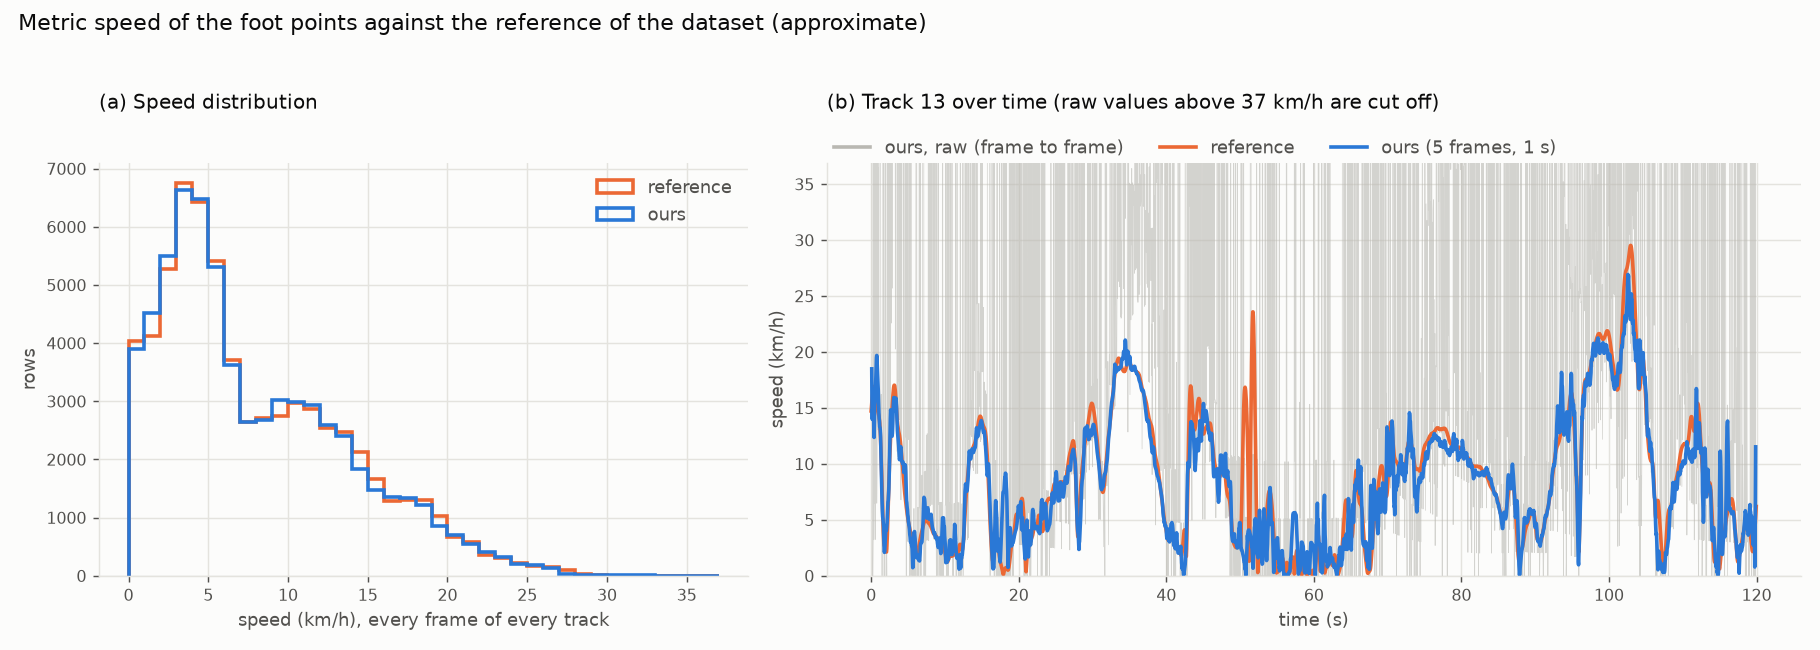 Metric speed of the foot points against the reference of the dataset (approximate)
(a) Speed distribution
7000
6000
5000
4000
3000
2000
1000
0
rows
reference
ours
0 5 10 15 20 25 30 35
speed (km/h), every frame of every track
(b) Track 13 over time (raw values above 37 km/h are cut off)
ours, raw (frame to frame) reference ours (5 frames, 1 s)
35
30
25
20
15
10
5
0
speed (km/h)
0 20 40 60 80 100 120
time (s)